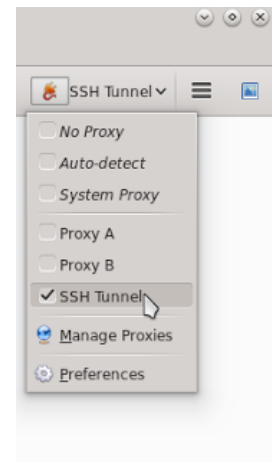 SSH Tunnel
No Proxy
Auto-detect
System Proxy
Proxy A
Proxy B
SSH Tunnel
Manage Proxies
Preferences